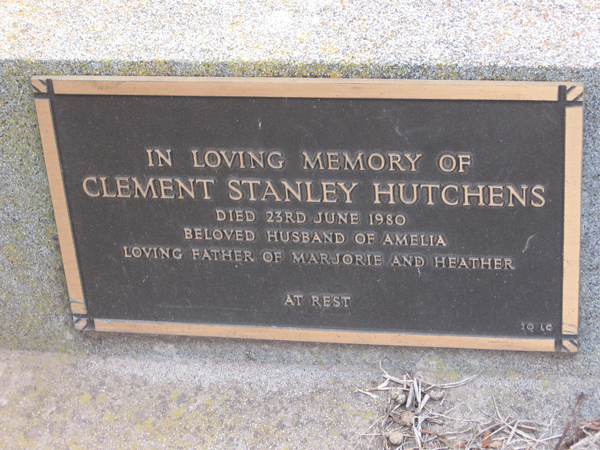 IN LOVING MEMORY OF
CLEMENT STANLEY HUTCHENS
DIED 23RD JUNE 1980
BELOVED HUSBAND OF AMELIA
LOVING FATHER OF MARJORIE AND HEATHER
AT REST